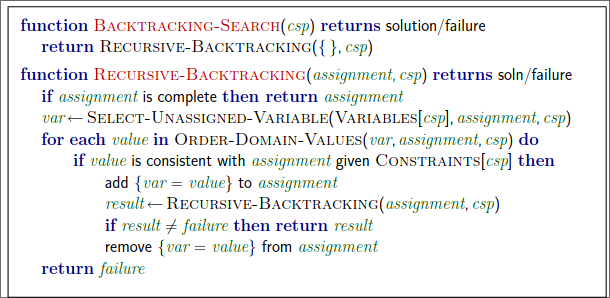 function BACKTRACKING-SEARCH(csp) returns solution/failure
return RECURSIVE-BACKTRACKING({ }, csp)
function RECURSIVE-BACKTRACKING(assignment, csp) returns soln/failure
if assignment is complete then return assignment
var ← SELECT-UNASSIGNED-VARIABLE(VARIABLES[csp], assignment, csp)
for each value in ORDER-DOMAIN-VALUES(var, assignment, csp) do
if value is consistent with assignment given CONSTRAINTS[csp] then
add {var = value} to assignment
result ← RECURSIVE-BACKTRACKING(assignment, csp)
if result ≠ failure then return result
remove {var = value} from assignment
return failure